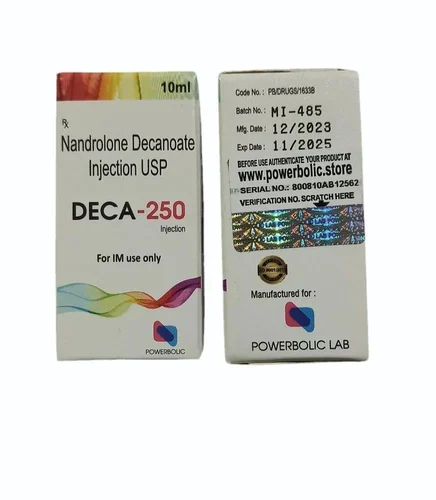 10ml
Rx
Nandrolone Decanoate
Injection USP
DECA-250
Injection
For IM use only
POWERBOLIC
Code No.: PB/DRUGS/1633B
Batch No.: MI-485
Mfg. Date : 12/2023
Exp Date : 11/2025
BEFORE USE AUTHENTICATE YOUR PRODUCT AT
www.powerbolic.store
SERIAL NO.: 800810AB12562
VERIFICATION NO. SCRATCH HERE
Manufactured for :
POWERBOLIC LAB